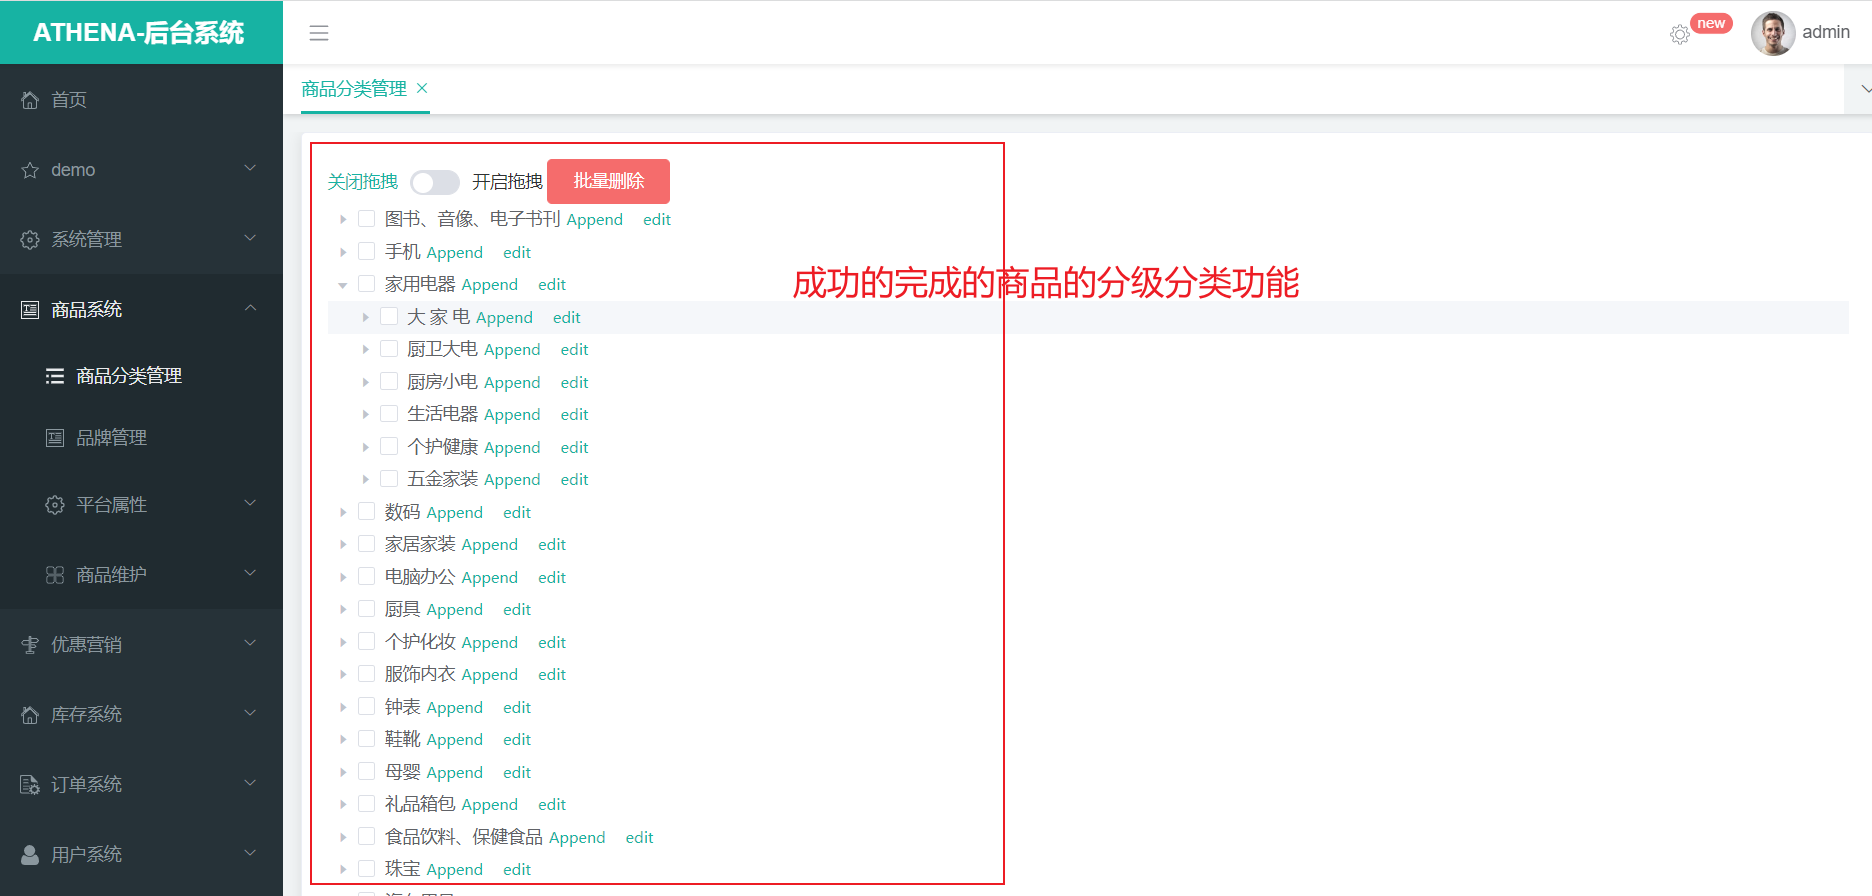 ATHENA-后台系统
new
admin
首页
demo
系统管理
商品系统
商品分类管理
品牌管理
平台属性
商品维护
优惠营销
库存系统
订单系统
用户系统
商品分类管理
关闭拖拽 开启拖拽 批量删除
图书、音像、电子书刊 Append edit
手机 Append edit
家用电器 Append edit
成功的完成的商品的分级分类功能
大 家 电 Append edit
厨卫大电 Append edit
厨房小电 Append edit
生活电器 Append edit
个护健康 Append edit
五金家装 Append edit
数码 Append edit
家居家装 Append edit
电脑办公 Append edit
厨具 Append edit
个护化妆 Append edit
服饰内衣 Append edit
钟表 Append edit
鞋靴 Append edit
母婴 Append edit
礼品箱包 Append edit
食品饮料、保健食品 Append edit
珠宝 Append edit